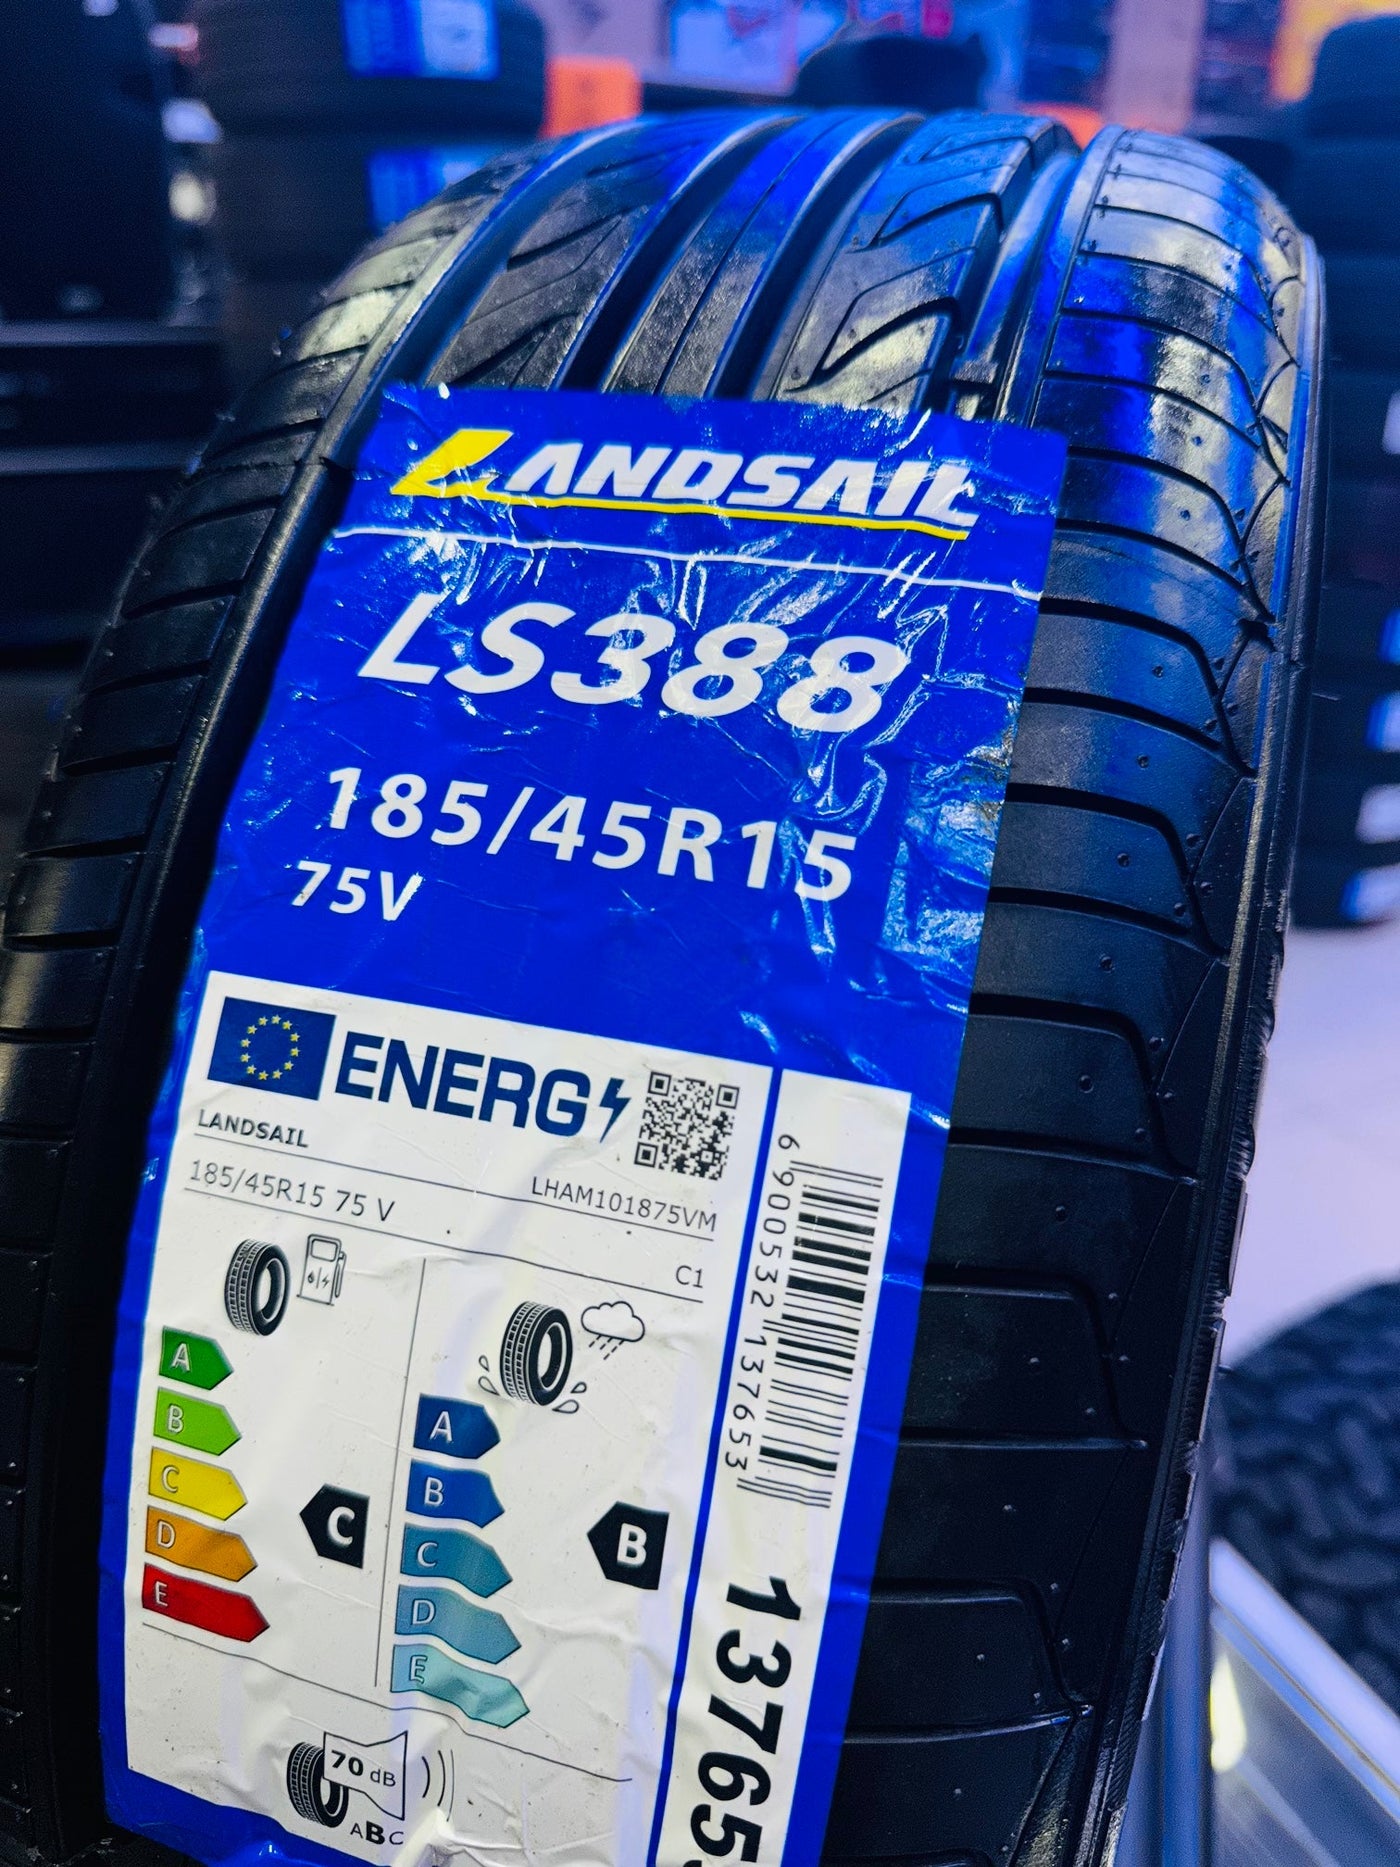 LANDSAIL
LS388
185/45R15
75V
ENERG
LANDSAIL
185/45R15 75 V
LHAM101875VM
C1
A
B
C
D
E
C
A
B
C
D
E
B
70 dB
ABC
6 900532 137653
13765